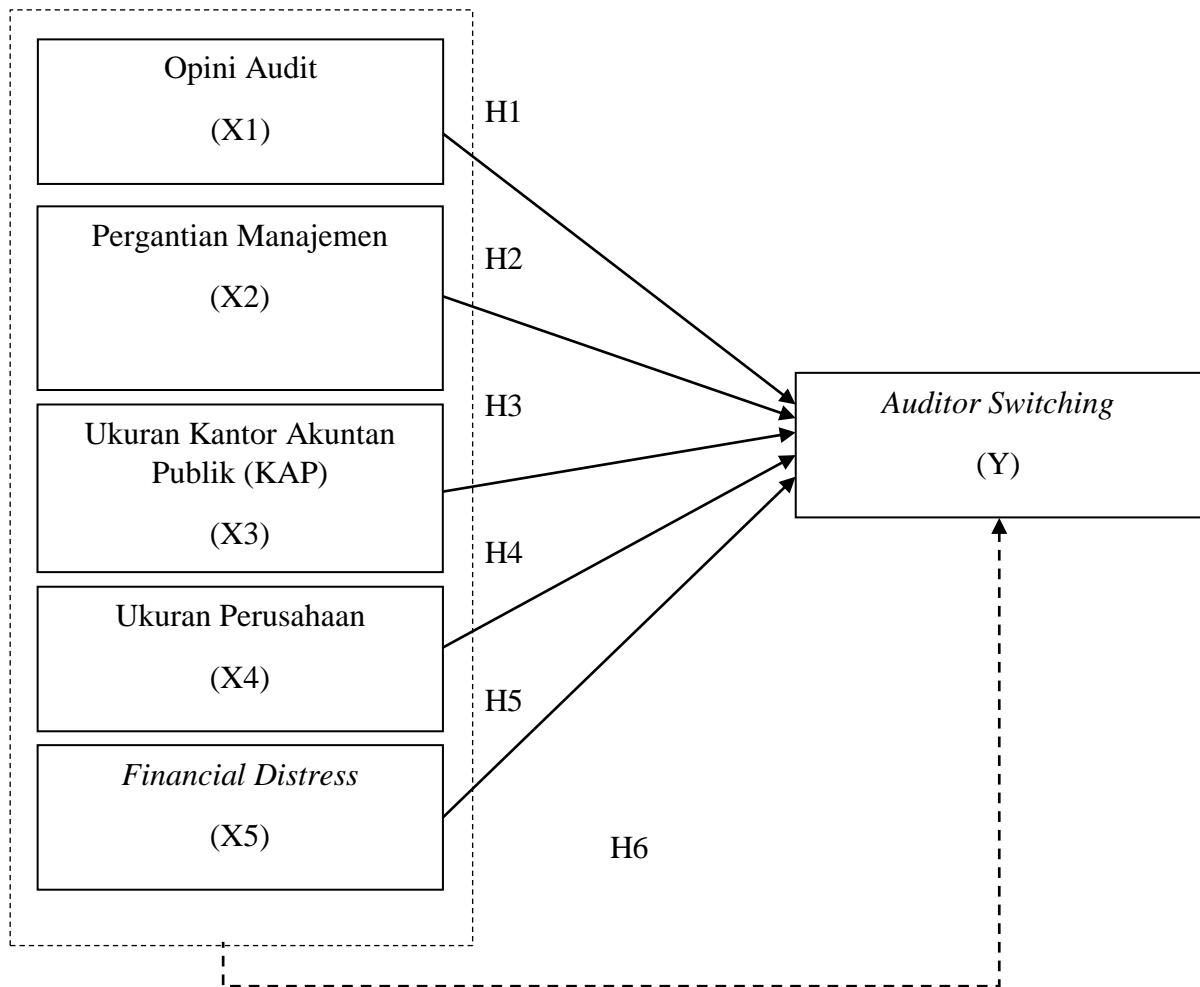 Opini Audit
(X1)
H1
Pergantian Manajemen
(X2)
H2
Ukuran Kantor Akuntan
Publik (KAP)
(X3)
H3
Ukuran Perusahaan
(X4)
H4
Financial Distress
(X5)
H5
H6
Auditor Switching
(Y)